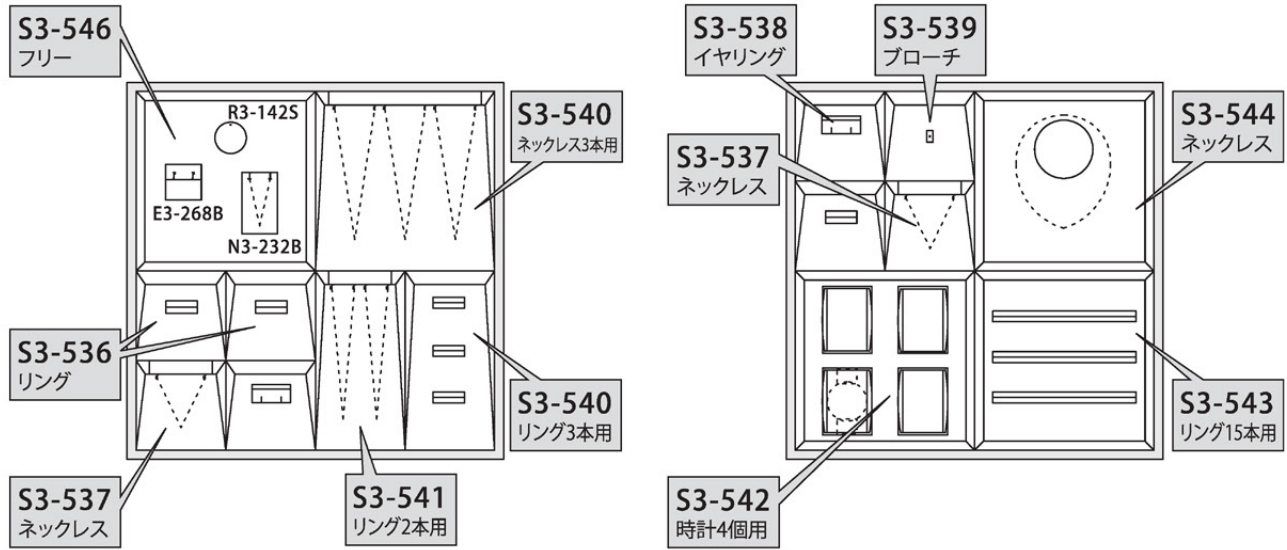 S3-546
フリー
R3-142S
E3-268B
N3-232B
S3-540
ネックレス3本用
S3-536
リング
S3-540
リング3本用
S3-537
ネックレス
S3-541
リング2本用
S3-538
イヤリング
S3-539
ブローチ
S3-537
ネックレス
S3-544
ネックレス
S3-543
リング15本用
S3-542
時計4個用